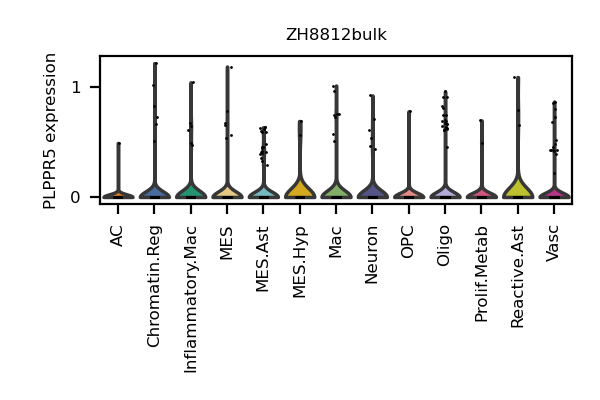 ZH8812bulk
PLPPR5 expression
1
0
AC
Chromatin.Reg
Inflammatory.Mac
MES
MES.Ast
MES.Hyp
Mac
Neuron
OPC
Oligo
Prolif.Metab
Reactive.Ast
Vasc